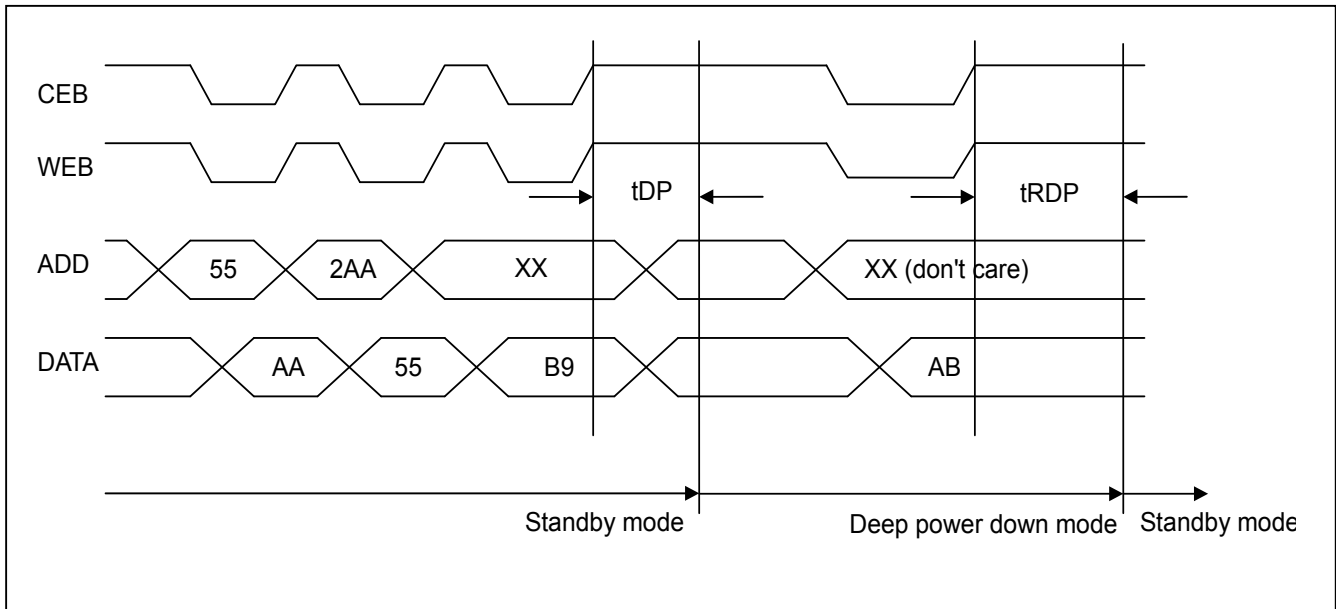 CEB
WEB
tDP
tRDP
ADD
55
2AA
XX
XX (don't care)
DATA
AA
55
B9
AB
Standby mode
Deep power down mode
Standby mode